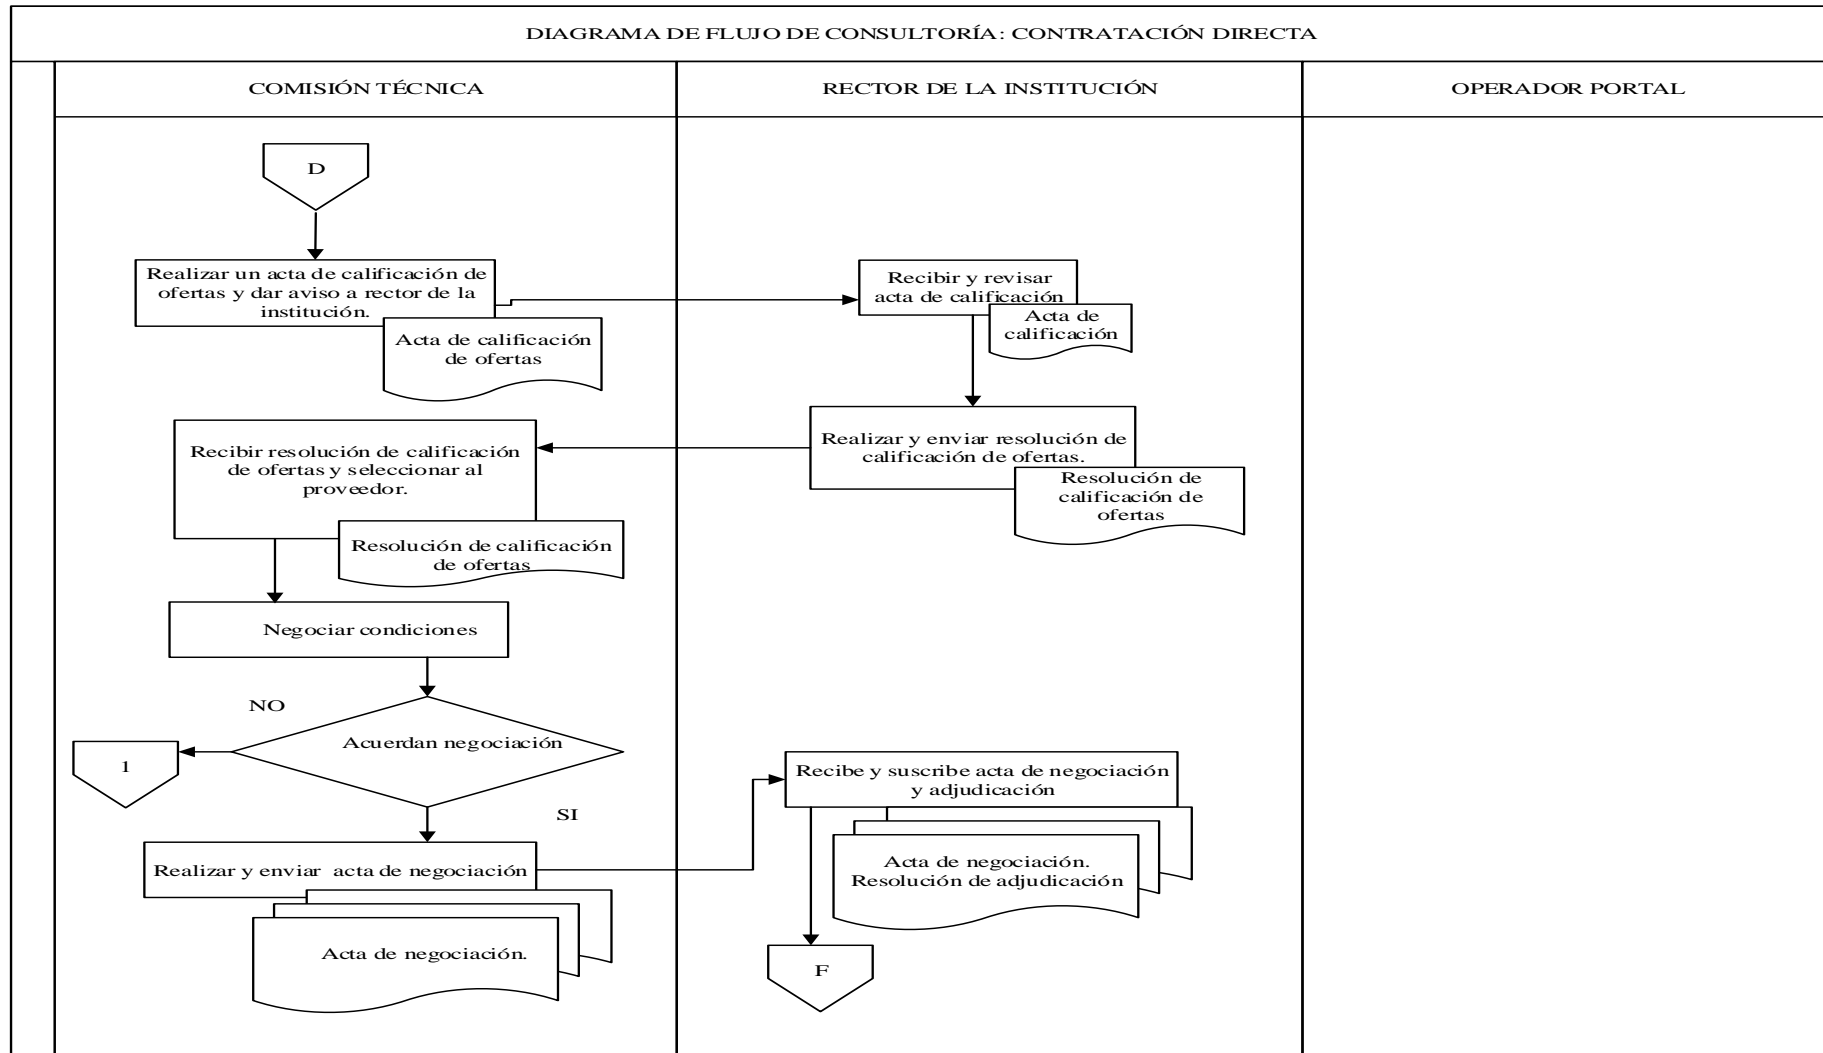 DIAGRAMA DE FLUJO DE CONSULTORÍA: CONTRATACIÓN DIRECTA
COMISIÓN TÉCNICA
RECTOR DE LA INSTITUCIÓN
OPERADOR PORTAL
D
Realizar un acta de calificación de
ofertas y dar aviso a rector de la
institución.
Acta de calificación
de ofertas
Recibir y revisar
acta de calificación
Acta de
calificación
Realizar y enviar resolución de
calificación de ofertas.
Resolución de
calificación de
ofertas
Recibir resolución de calificación
de ofertas y seleccionar al
proveedor.
Resolución de calificación
de ofertas
Negociar condiciones
NO
Acuerdan negociación
1
SI
Realizar y enviar acta de negociación
Acta de negociación.
Recibe y suscribe acta de negociación
y adjudicación
Acta de negociación.
Resolución de adjudicación
F